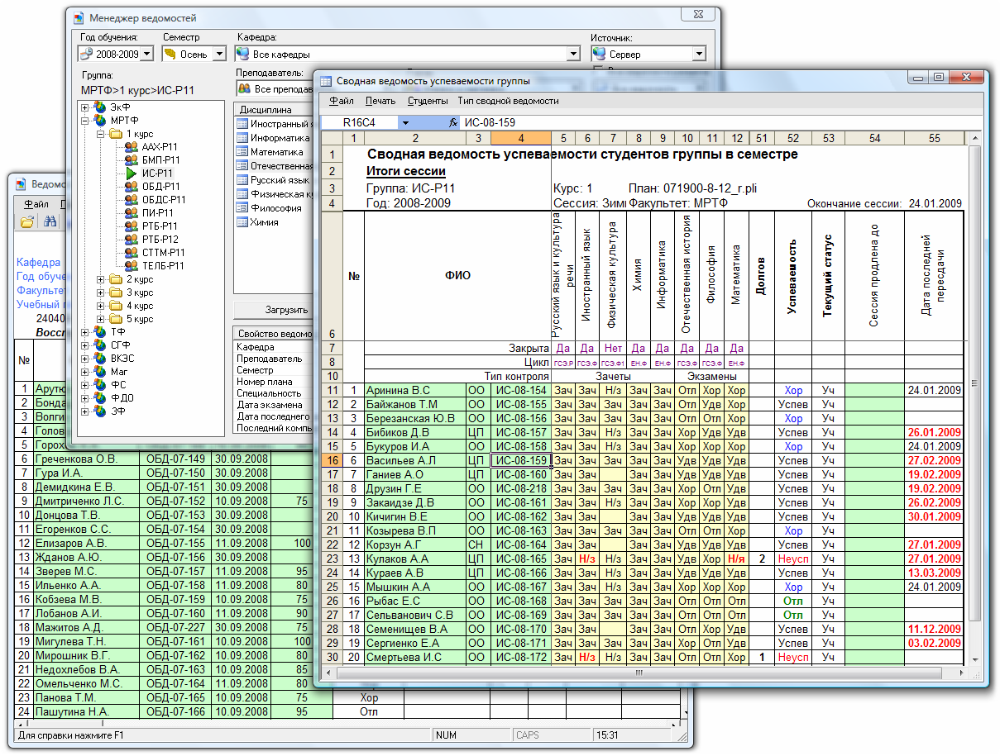 Менеджер ведомостей
Год обучения: Семестр Кафедра: Источник:
2008-2009 Осень Все кафедры Сервер
Группа: Преподаватель:
МРТФ>1 курс>ИС-Р11 Все преподав
ЭкФ
МРТФ
1 курс
ААХ-Р11
БМП-Р11
ИС-Р11
ОБД-Р11
ОБДС-Р11
ПИ-Р11
РТБ-Р11
РТБ-Р12
СТТМ-Р11
ТЕЛБ-Р11
2 курс
3 курс
4 курс
5 курс
ТФ
СГФ
ВКЭС
Маг
ФС
ФДО
ЗФ
Дисциплина
Иностранный я
Информатика
Математика
Отечественная
Русский язык
Физическая ку
Философия
Химия
Загрузить
Свойство ведомо
Кафедра
Преподаватель
Семестр
Номер плана
Специальность
Дата экзамена
Дата последнего
Последний компь
Сводная ведомость успеваемости группы
Файл Печать Студенты Тип сводной ведомости
R16C4 fx ИС-08-159
1 2 3 4 5 6 7 8 9 10 11 12 51 52 53 54 55
1 Сводная ведомость успеваемости студентов группы в семестре
2 Итоги сессии
3 Группа: ИС-Р11 Курс: 1 План: 071900-8-12_r.pli
4 Год: 2008-2009 Сессия: Зим Факультет: МРТФ Окончание сессии: 24.01.2009
6 № ФИО Русский язык и культура речи Иностранный язык Физическая культура Химия Информатика Отечественная история Философия Математика Долгов Успеваемость Текущий статус Сессия продлена до Дата последней пересдачи
7 Закрыта Да Да Нет Да Да Да Да Да
8 Цикл ГСЭ.Р ГСЭ.Ф ГСЭ.Ф1 ЕН.Ф ЕН.Ф ГСЭ.Ф ГСЭ.Ф ЕН.Ф
10 Тип контроля Зачеты Экзамены
11 1 Аринина В.С ОО ИС-08-154 Зач Зач Н/з Зач Зач Отл Хор Хор Хор Уч 24.01.2009
12 2 Байжанов Т.М ОО ИС-08-155 Зач Зач Зач Зач Зач Отл Удв Хор Успев Уч
13 3 Березанская Ю.В ОО ИС-08-156 Зач Зач Зач Зач Зач Отл Хор Хор Хор Уч
14 4 Бибиков Д.В ЦП ИС-08-157 Зач Зач Н/з Зач Зач Хор Удв Удв Успев Уч 26.01.2009
15 5 Букуров И.А ОО ИС-08-158 Зач Зач Н/з Зач Зач Хор Отл Хор Хор Уч 24.01.2009
16 6 Васильев А.Л ЦП ИС-08-159 Зач Зач Зач Зач Зач Удв Удв Удв Успев Уч 27.02.2009
17 7 Ганиев А.О ЦП ИС-08-160 Зач Зач Зач Зач Удв Удв Удв Успев Уч 19.02.2009
18 8 Друзин Г.Е ОО ИС-08-218 Зач Зач Зач Зач Зач Хор Хор Удв Успев Уч 19.02.2009
19 9 Закаидзе Д.В ОО ИС-08-161 Зач Зач Н/з Зач Зач Хор Отл Удв Успев Уч 26.02.2009
20 10 Кичигин В.Е ОО ИС-08-162 Зач Зач Зач Зач Удв Удв Удв Успев Уч 30.01.2009
21 11 Козырева В.П ОО ИС-08-163 Зач Зач Зач Зач Зач Отл Отл Хор Хор Уч
22 12 Корзун А.Г СН ИС-08-164 Зач Зач Зач Зач Удв Удв Удв Успев Уч 27.01.2009
23 13 Кулаков А.А ЦП ИС-08-165 Зач Н/з Н/з Зач Зач Удв Хор Н/я 2 Неусп Уч 27.01.2009
24 14 Кураев А.В ЦП ИС-08-166 Зач Зач Н/з Зач Зач Удв Удв Удв Успев Уч 13.03.2009
25 15 Мышкин А.А ОО ИС-08-167 Зач Зач Н/з Зач Зач Хор Отл Хор Хор Уч 24.01.2009
26 16 Рыбас Е.С ОО ИС-08-168 Зач Зач Зач Зач Зач Отл Отл Отл Отл Уч
27 17 Сельванович С.В ОО ИС-08-169 Зач Зач Зач Зач Зач Отл Отл Отл Отл Уч
28 18 Семенищев В.А ОО ИС-08-170 Зач Зач Зач Зач Отл Отл Удв Успев Уч 11.12.2009
29 19 Сергиенко Е.А ОО ИС-08-171 Зач Зач Зач Зач Зач Хор Отл Удв Успев Уч 03.02.2009
30 20 Смертьева И.С ОО ИС-08-172 Зач Н/з Н/з Зач Зач Отл Отл Хор 1 Неусп Уч
Ведомо
Файл
Кафедра
Год обуче
Факультет
Учебный п
24040
Восст
№
1 Арутю
2 Бонда
3 Волги
4 Голов
5 Горох
6 Греченкова О.В. ОБД-07-149 30.09.2008
7 Гура И.А. ОБД-07-150 30.09.2008
8 Демидкина Е.В. ОБД-07-151 30.09.2008
9 Дмитриченко Л.С. ОБД-07-152 10.09.2008 75
10 Донцова Т.В. ОБД-07-153 30.09.2008
11 Егоренков С.С. ОБД-07-154 30.09.2008
12 Елизаров А.В. ОБД-07-155 11.09.2008 100
13 Жданов А.Ю. ОБД-07-156 30.09.2008
14 Зверев М.С. ОБД-07-157 11.09.2008 95
15 Ильенко А.А. ОБД-07-158 11.09.2008 80
16 Кобзева М.В. ОБД-07-159 10.09.2008 75
17 Лобанов А.И. ОБД-07-160 11.09.2008 90
18 Мажитов А.Д. ОБД-07-227 30.09.2008 75
19 Мигулева Т.Н. ОБД-07-161 10.09.2008 100
20 Мирошник В.Г. ОБД-07-162 10.09.2008 80
21 Недохлебов В.А. ОБД-07-163 10.09.2008 85
22 Омельченко М.С. ОБД-07-164 11.09.2008 80
23 Панова Т.М. ОБД-07-165 10.09.2008 75 Хор
24 Пашутина Н.А. ОБД-07-166 10.09.2008 95 Отл
Для справки нажмите F1 NUM CAPS 15:31